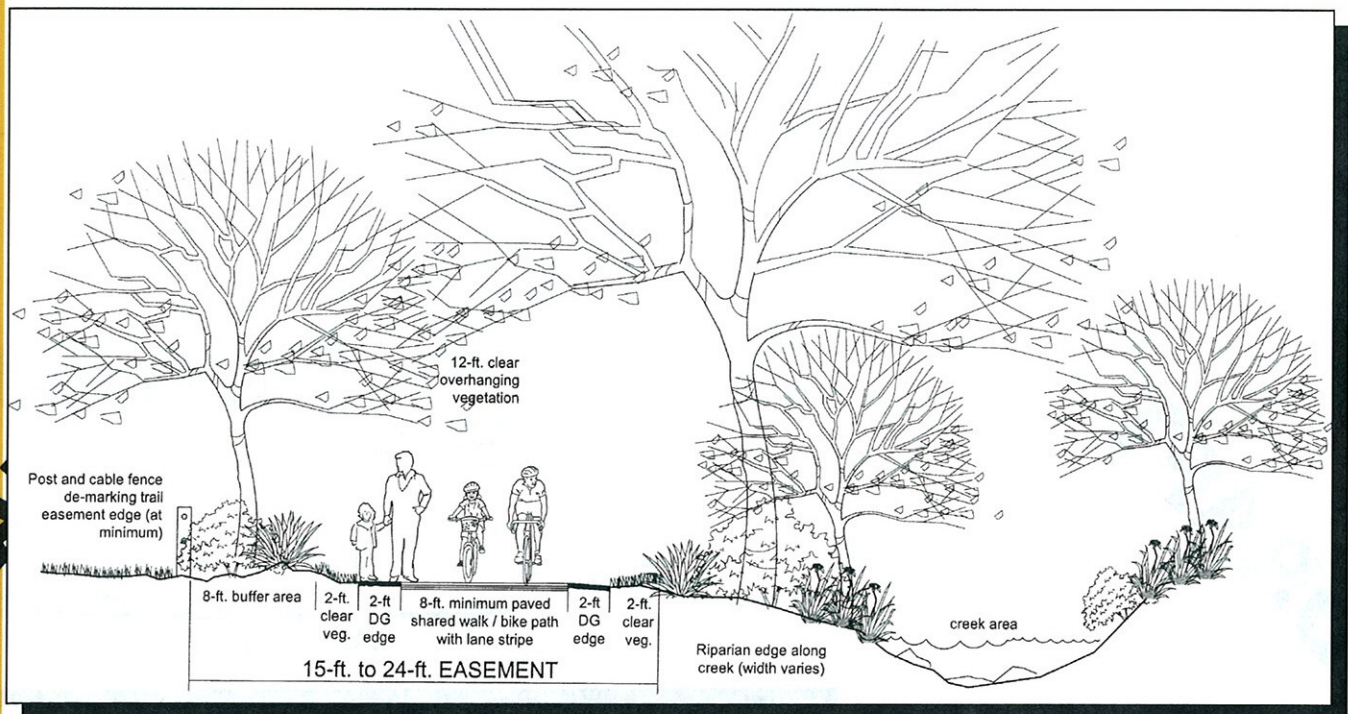 12-ft. clear
overhanging
vegetation
Post and cable fence
de-marking trail
easement edge (at
minimum)
8-ft. buffer area
2-ft.
clear
veg.
2-ft
DG
edge
8-ft. minimum paved
shared walk / bike path
with lane stripe
2-ft
DG
edge
2-ft.
clear
veg.
15-ft. to 24-ft. EASEMENT
Riparian edge along
creek (width varies)
creek area